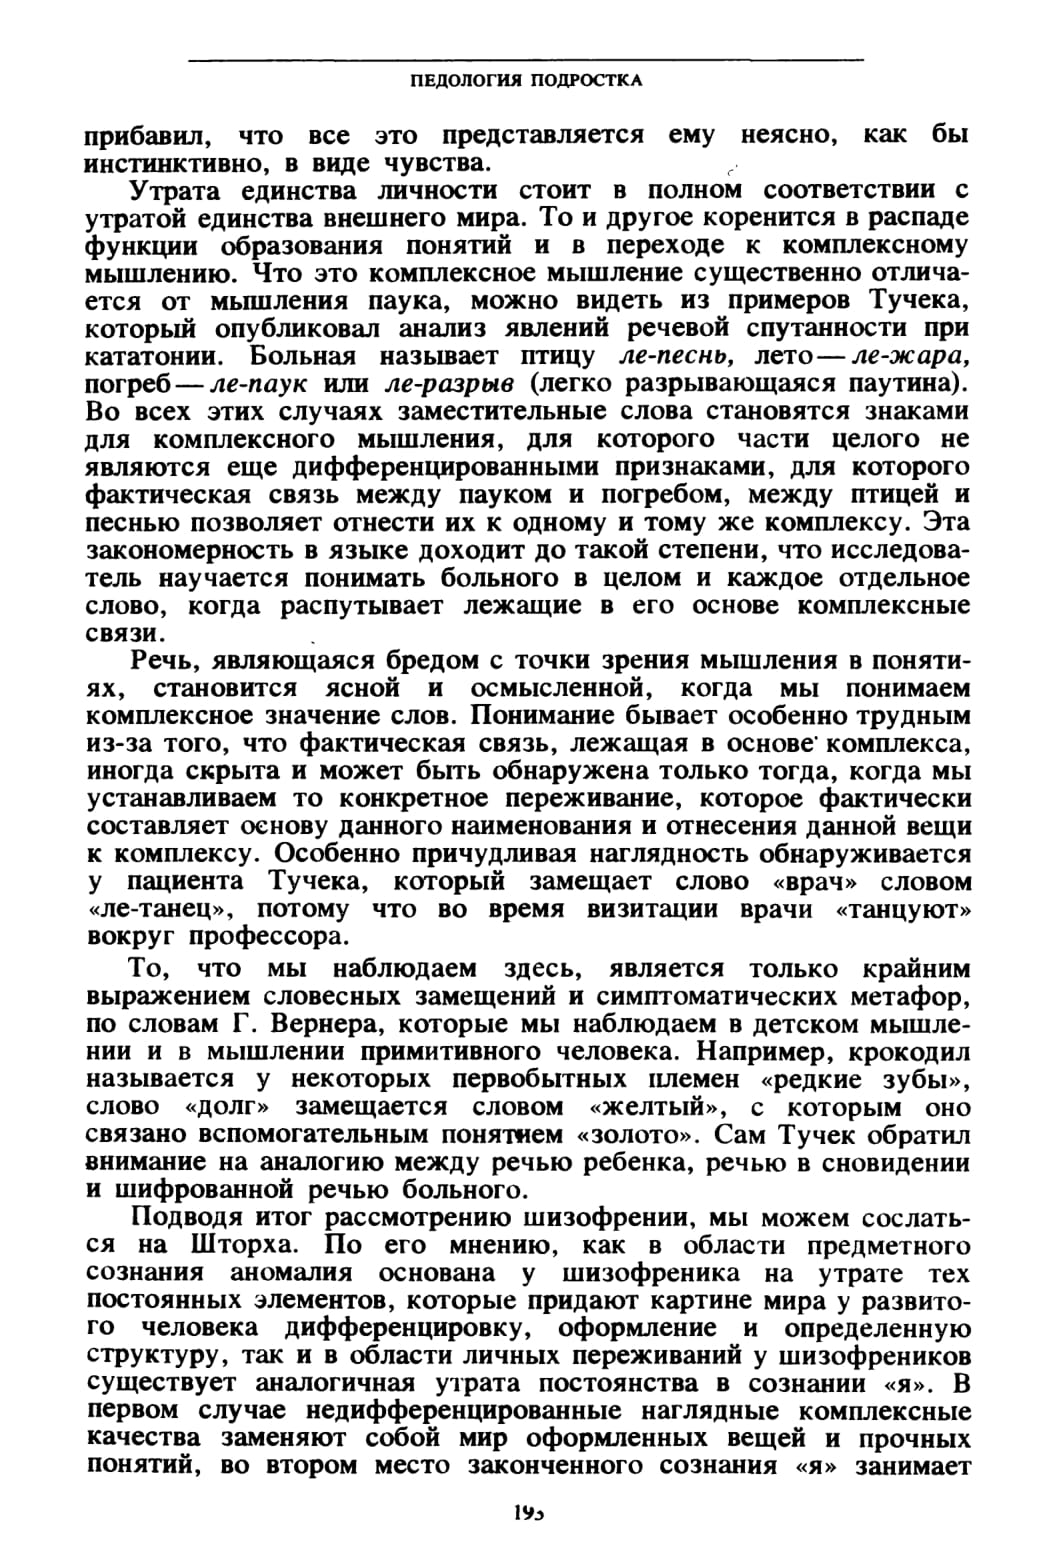 ПЕДОЛОГИЯ ПОДРОСТКА
прибавил, что все это представляется ему неясно, как бы
инстинктивно, в виде чувства.
Утрата единства личности стоит в полном соответствии с
утратой единства внешнего мира. То и другое коренится в распаде
функции образования понятий и в переходе к комплексному
мышлению. Что это комплексное мышление существенно отлича-
ется от мышления паука, можно видеть из примеров Тучека,
который опубликовал анализ явлений речевой спутанности при
кататонии. Больная называет птицу ле-песнь, лето — ле-жара,
погреб — ле-паук или ле-разрыв (легко разрывающаяся паутина).
Во всех этих случаях заместительные слова становятся знаками
для комплексного мышления, для которого части целого не
являются еще дифференцированными признаками, для которого
фактическая связь между пауком и погребом, между птицей и
песнью позволяет отнести их к одному и тому же комплексу. Эта
закономерность в языке доходит до такой степени, что исследова-
тель научается понимать больного в целом и каждое отдельное
слово, когда распутывает лежащие в его основе комплексные
связи.
Речь, являющаяся бредом с точки зрения мышления в поняти-
ях, становится ясной и осмысленной, когда мы понимаем
комплексное значение слов. Понимание бывает особенно трудным
из-за того, что фактическая связь, лежащая в основе комплекса,
иногда скрыта и может быть обнаружена только тогда, когда мы
устанавливаем то конкретное переживание, которое фактически
составляет основу данного наименования и отнесения данной вещи
к комплексу. Особенно причудливая наглядность обнаруживается
у пациента Тучека, который замещает слово «врач» словом
«ле-танец», потому что во время визитации врачи «танцуют»
вокруг профессора.
То, что мы наблюдаем здесь, является только крайним
выражением словесных замещений и симптоматических метафор,
по словам Г. Вернера, которые мы наблюдаем в детском мышле-
нии и в мышлении примитивного человека. Например, крокодил
называется у некоторых первобытных племен «редкие зубы»,
слово «долг» замещается словом «желтый», с которым оно
связано вспомогательным понятием «золото». Сам Тучек обратил
внимание на аналогию между речью ребенка, речью в сновидении
и шифрованной речью больного.
Подводя итог рассмотрению шизофрении, мы можем сослать-
ся на Шторха. По его мнению, как в области предметного
сознания аномалия основана у шизофреника на утрате тех
постоянных элементов, которые придают картине мира у развито-
го человека дифференцировку, оформление и определенную
структуру, так и в области личных переживаний у шизофреников
существует аналогичная утрата постоянства в сознании «я». В
первом случае недифференцированные наглядные комплексные
качества заменяют собой мир оформленных вещей и прочных
понятий, во втором место законченного сознания «я» занимает